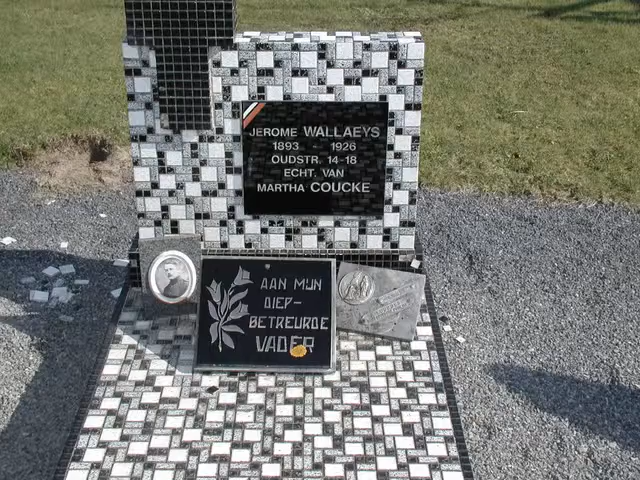 JEROME WALLAEYS
1893 - 1926
OUDSTR. 14-18
ECHT. VAN
MARTHA COUCKE
AAN MIJN
DIEP-
BETREURDE
VADER